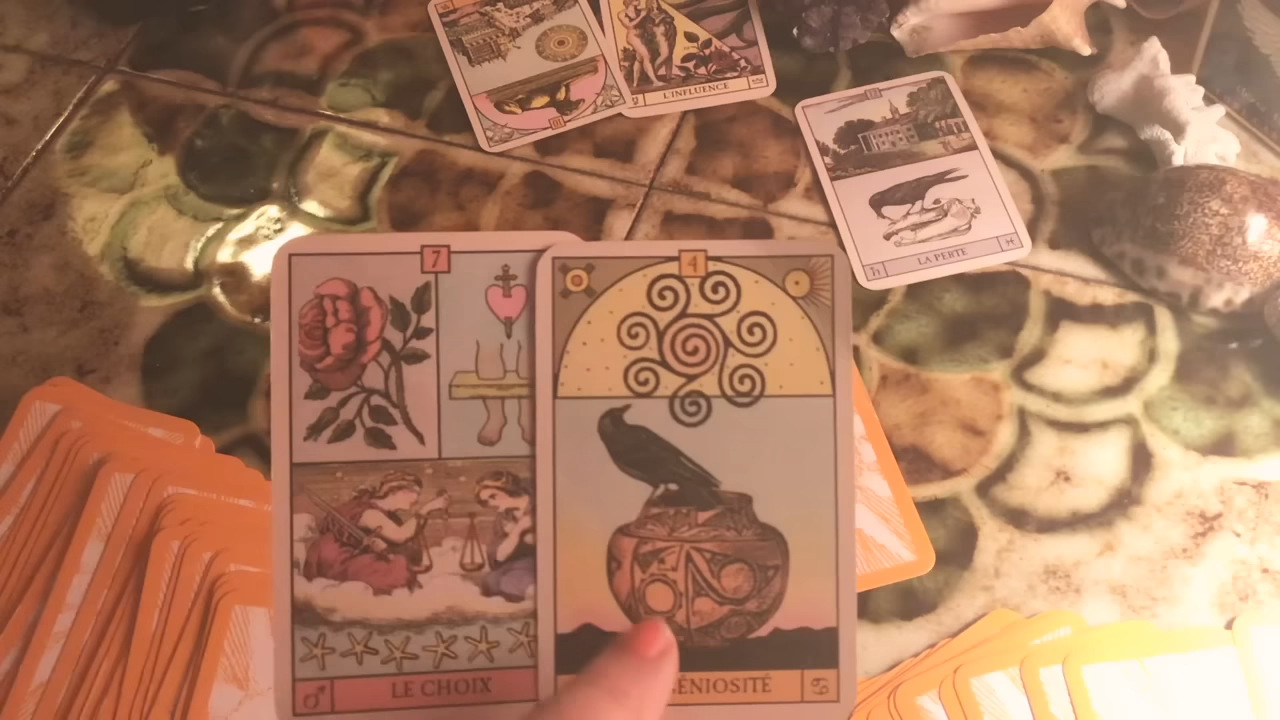 L'INFLUENCE
LA PERTE
7
4
LE CHOIX
ÉNIOSITÉ